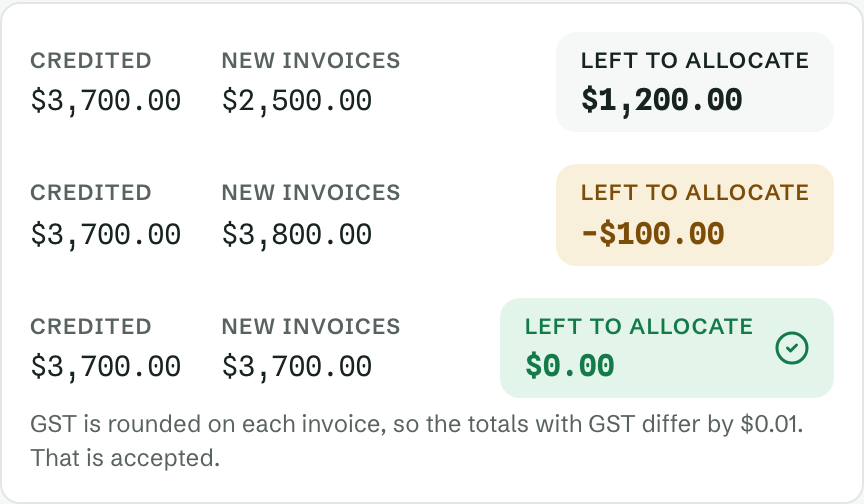 CREDITED NEW INVOICES LEFT TO ALLOCATE
$3,700.00 $2,500.00 $1,200.00
CREDITED NEW INVOICES LEFT TO ALLOCATE
$3,700.00 $3,800.00 -$100.00
CREDITED NEW INVOICES LEFT TO ALLOCATE
$3,700.00 $3,700.00 $0.00
GST is rounded on each invoice, so the totals with GST differ by $0.01.
That is accepted.